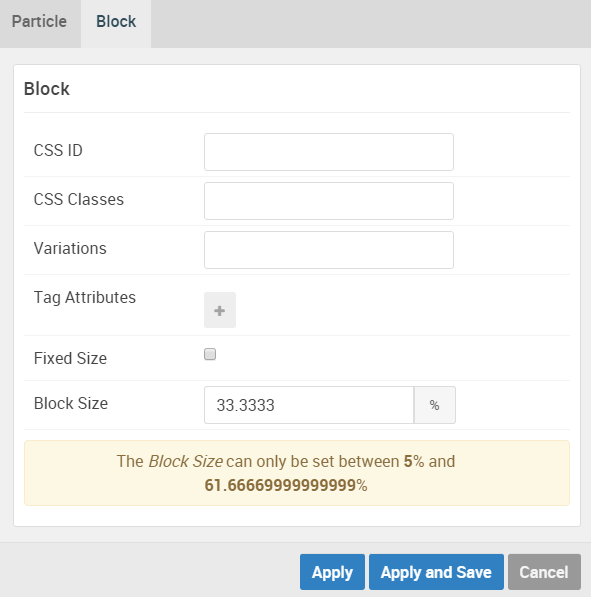 Particle
Block
Block
CSS ID
CSS Classes
Variations
Tag Attributes
+
Fixed Size
Block Size
33.3333
%
The Block Size can only be set between 5% and
61.66669999999999%
Apply
Apply and Save
Cancel